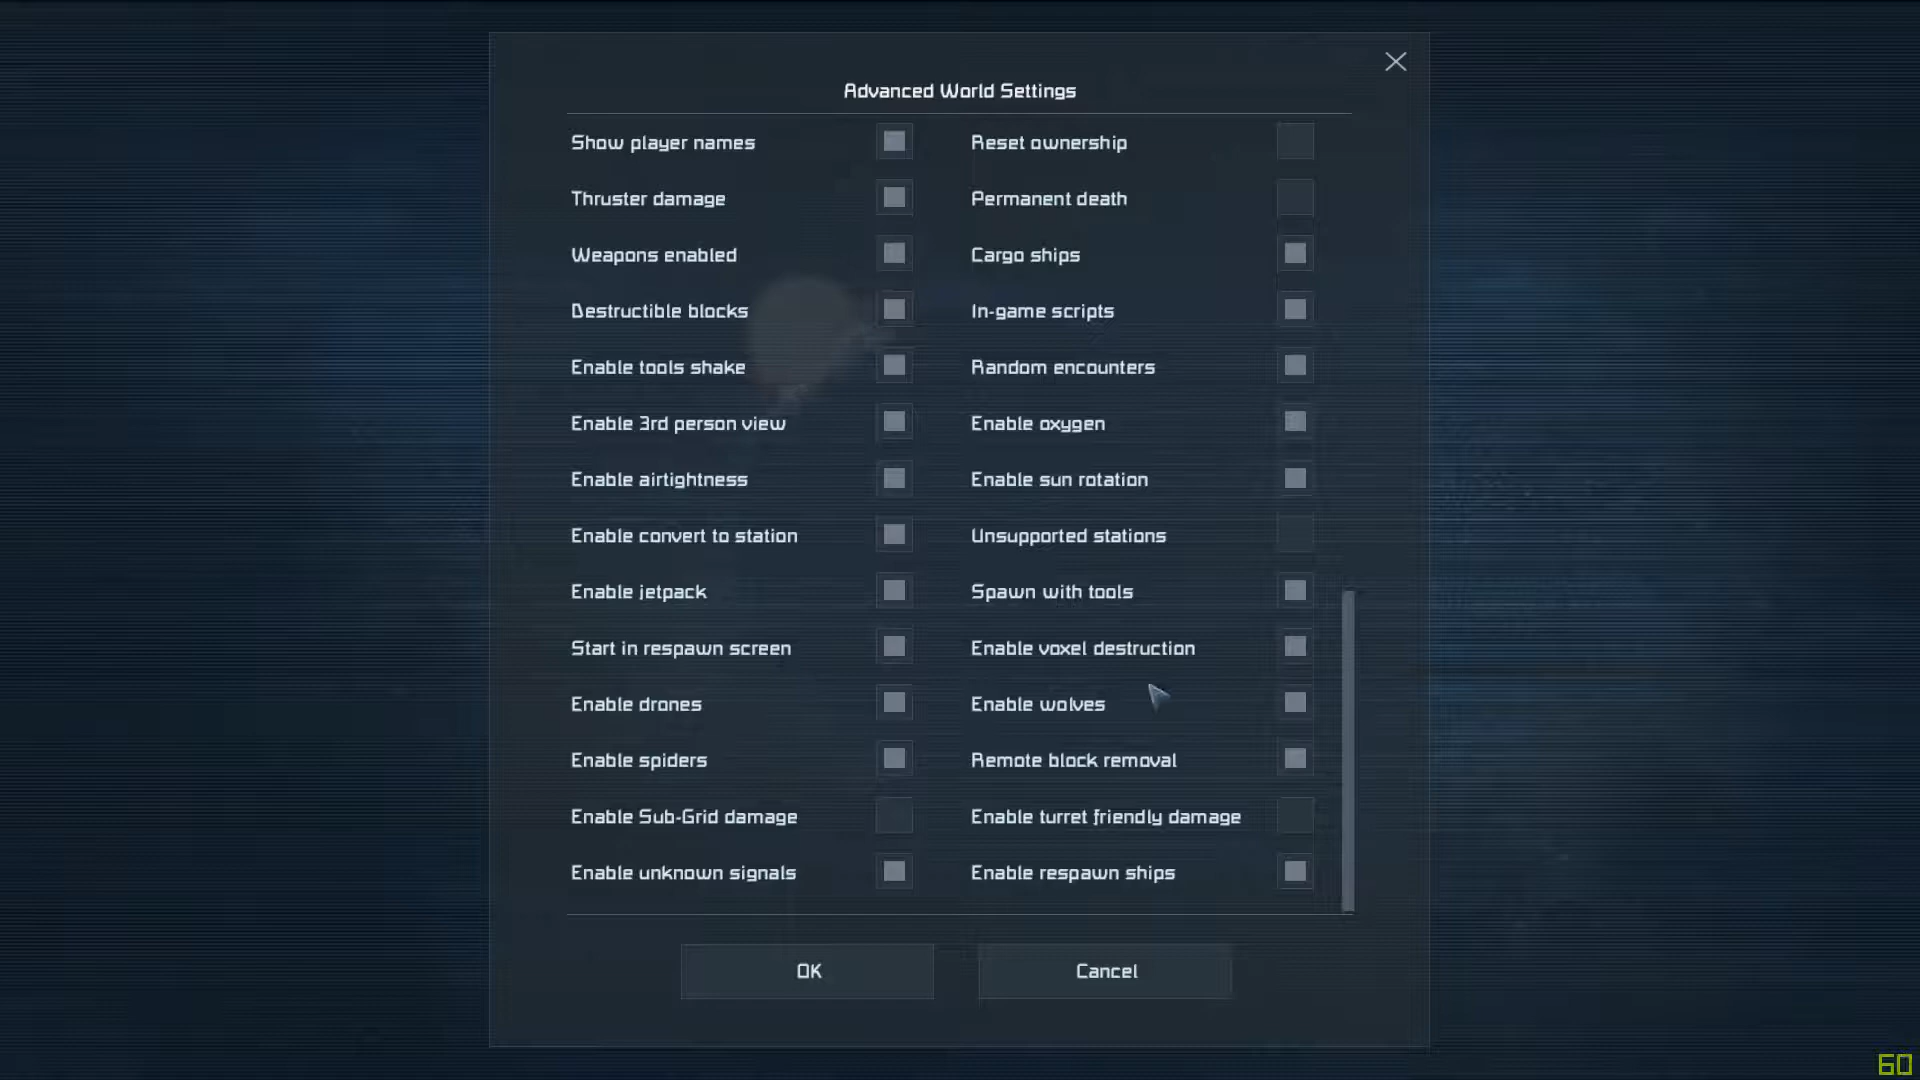 Advanced World Settings
Show player names
Reset ownership
Thruster damage
Permanent death
Weapons enabled
Cargo ships
Destructible blocks
In-game scripts
Enable tools shake
Random encounters
Enable 3rd person view
Enable oxygen
Enable airtightness
Enable sun rotation
Enable convert to station
Unsupported stations
Enable jetpack
Spawn with tools
Start in respawn screen
Enable voxel destruction
Enable drones
Enable wolves
Enable spiders
Remote block removal
Enable Sub-Grid damage
Enable turret friendly damage
Enable unknown signals
Enable respawn ships
OK
Cancel
60